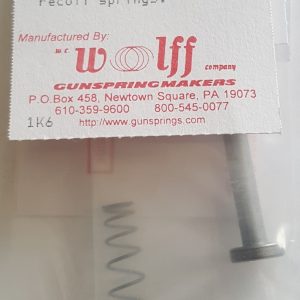 recoil springs.
Manufactured By:
W.C.
Wolff
company
GUNSPRINGMAKERS
P.O.Box 458, Newtown Square, PA 19073
610-359-9600 800-545-0077
1K6 http://www.gunsprings.com